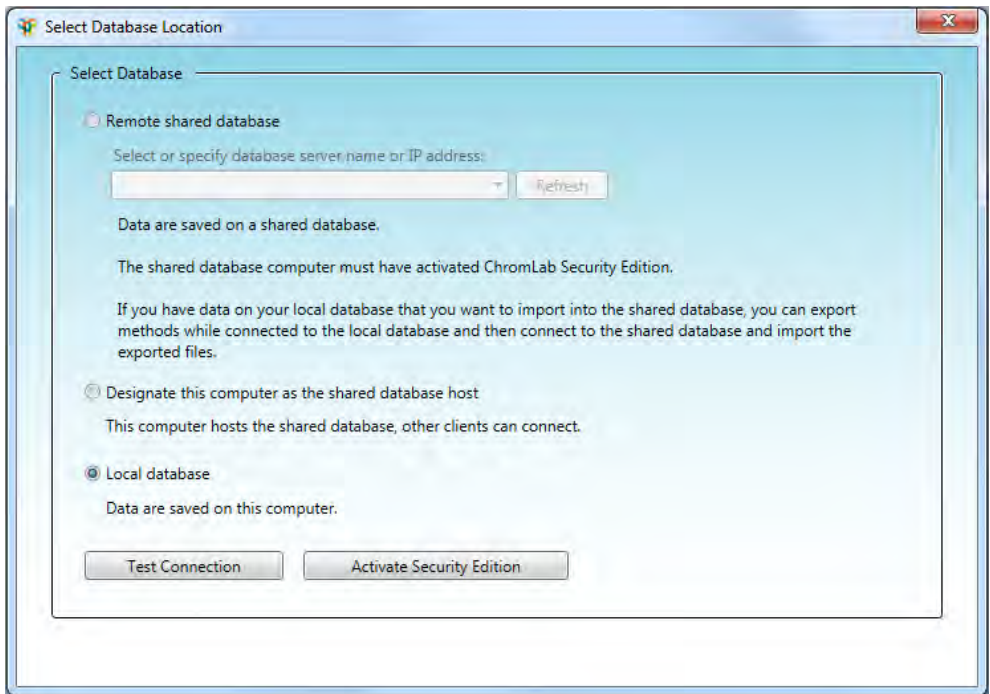 Select Database Location
Select Database
Remote shared database
Select or specify database server name or IP address:
Refresh
Data are saved on a shared database.
The shared database computer must have activated ChromLab Security Edition.
If you have data on your local database that you want to import into the shared database, you can export
methods while connected to the local database and then connect to the shared database and import the
exported files.
Designate this computer as the shared database host
This computer hosts the shared database, other clients can connect.
Local database
Data are saved on this computer.
Test Connection
Activate Security Edition